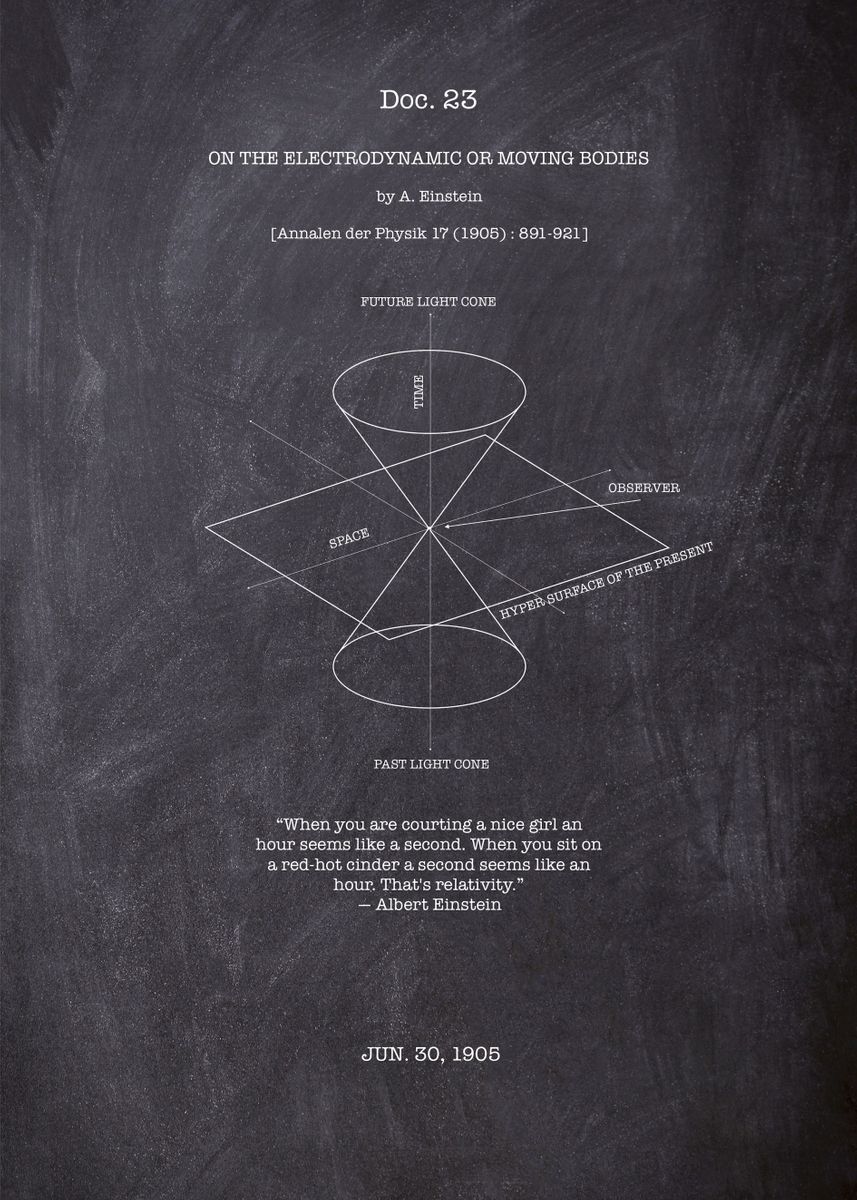 Doc. 23
ON THE ELECTRODYNAMIC OR MOVING BODIES
by A. Einstein
[Annalen der Physik 17 (1905) : 891-921]
FUTURE LIGHT CONE
TIME
OBSERVER
SPACE
HYPER SURFACE OF THE PRESENT
PAST LIGHT CONE
“When you are courting a nice girl an
hour seems like a second. When you sit on
a red-hot cinder a second seems like an
hour. That's relativity.”
— Albert Einstein
JUN. 30, 1905